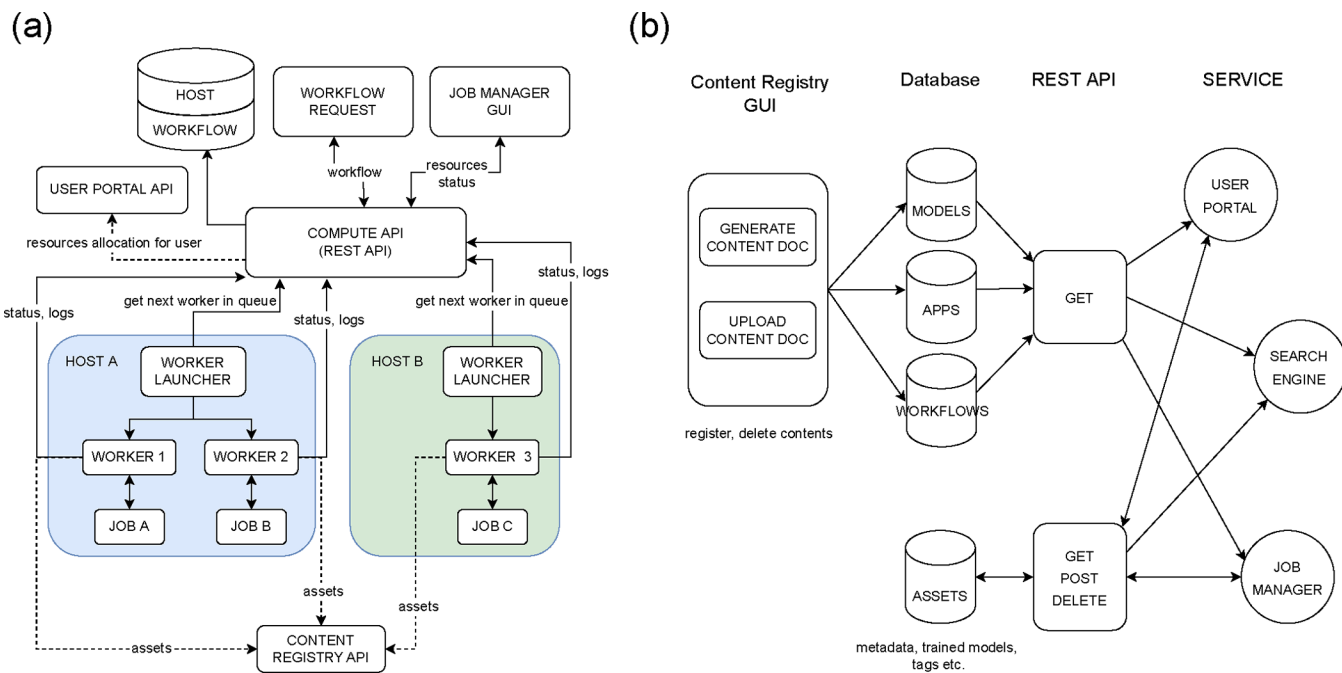 (a)
HOST
WORKFLOW
WORKFLOW
REQUEST
JOB MANAGER
GUI
workflow
resources
status
USER PORTAL API
resources allocation for user
COMPUTE API
(REST API)
status, logs
get next worker in queue
status, logs
get next worker in queue
status, logs
HOST A
WORKER
LAUNCHER
WORKER 1
WORKER 2
JOB A
JOB B
HOST B
WORKER
LAUNCHER
WORKER 3
JOB C
assets
assets
assets
CONTENT
REGISTRY API
(b)
Content Registry
GUI
Database
REST API
SERVICE
GENERATE
CONTENT DOC
UPLOAD
CONTENT DOC
register, delete contents
MODELS
APPS
WORKFLOWS
GET
USER
PORTAL
SEARCH
ENGINE
ASSETS
metadata, trained models,
tags etc.
GET
POST
DELETE
JOB
MANAGER